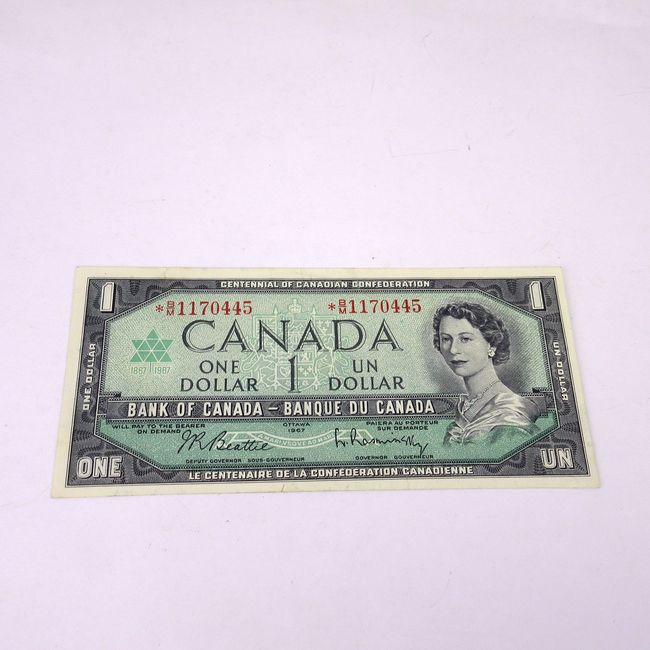 CENTENNIAL OF CANADIAN CONFEDERATION
1 1
*B/M1170445 *B/M1170445
CANADA
1867 1967
ONE DOLLAR
ONE 1 UN
DOLLAR DOLLAR
UN DOLLAR
BANK OF CANADA – BANQUE DU CANADA
WILL PAY TO THE BEARER OTTAWA PAIERA AU PORTEUR
ON DEMAND 1967 SUR DEMANDE
J.R. Beattie L. Rasminsky
DEPUTY GOVERNOR SOUS-GOUVERNEUR GOVERNOR GOUVERNEUR
ONE UN
LE CENTENAIRE DE LA CONFÉDÉRATION CANADIENNE